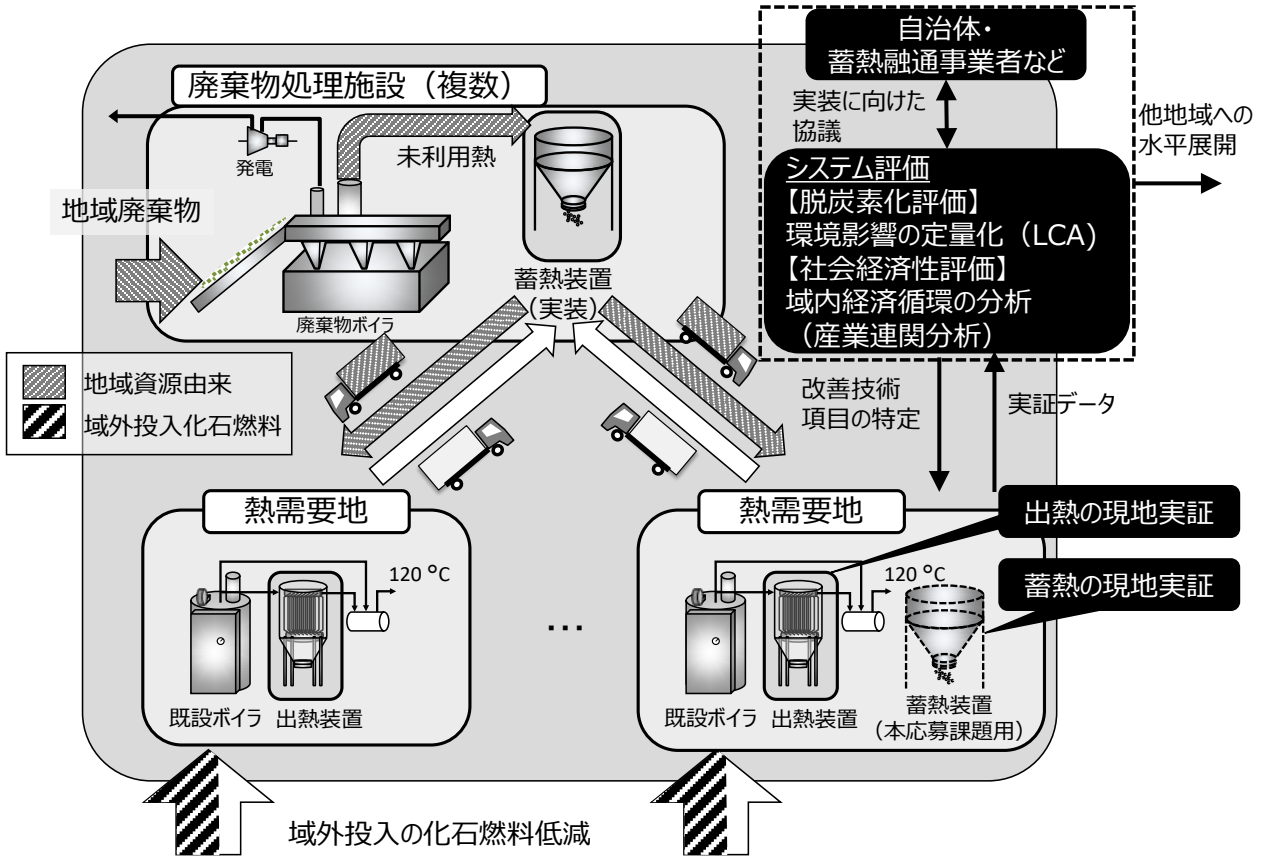 自治体・
蓄熱融通事業者など
廃棄物処理施設（複数）
実装に向けた
協議
他地域への
水平展開
発電
未利用熱
システム評価
【脱炭素化評価】
環境影響の定量化（LCA)
【社会経済性評価】
域内経済循環の分析
（産業連関分析）
地域廃棄物
蓄熱装置
（実装）
廃棄物ボイラ
地域資源由来
域外投入化石燃料
改善技術
項目の特定
実証データ
熱需要地
熱需要地
出熱の現地実証
120 °C
120 °C
蓄熱の現地実証
…
既設ボイラ
出熱装置
既設ボイラ
出熱装置
蓄熱装置
（本応募課題用）
域外投入の化石燃料低減